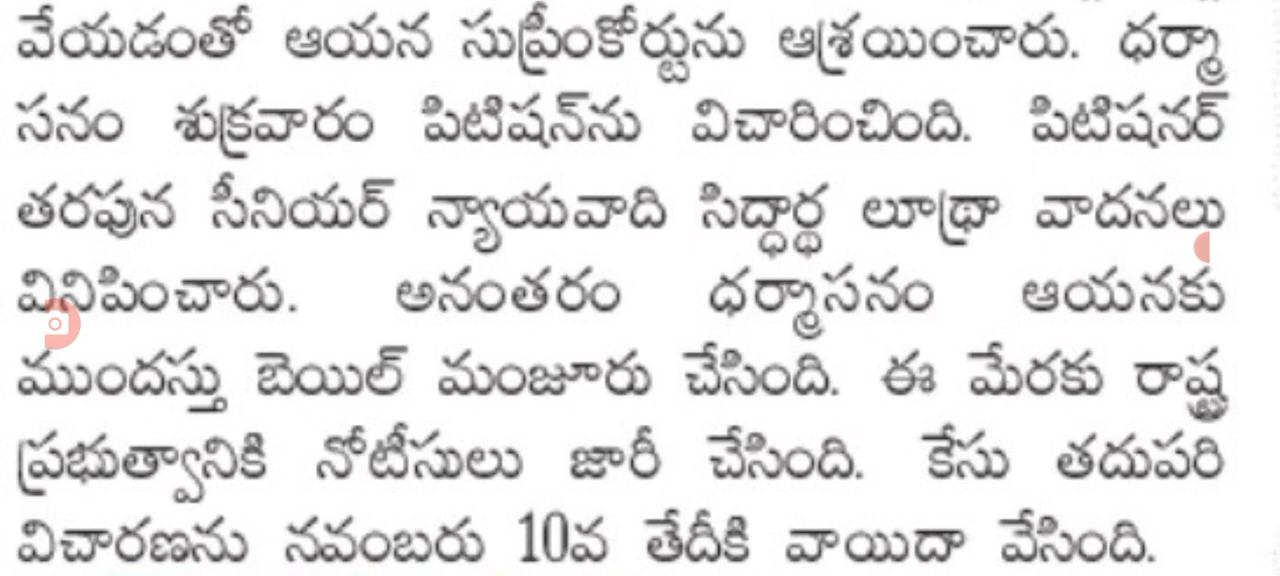 వేయడంతో ఆయన సుప్రీంకోర్టును ఆశ్రయించారు. ధర్మా
సనం శుక్రవారం పిటిషన్‌ను విచారించింది. పిటిషనర్
తరఫున సీనియర్ న్యాయవాది సిద్ధార్థ లూథ్రా వాదనలు
వినిపించారు. అనంతరం ధర్మాసనం ఆయనకు
ముందస్తు బెయిల్ మంజూరు చేసింది. ఈ మేరకు రాష్ట్ర
ప్రభుత్వానికి నోటీసులు జారీ చేసింది. కేసు తదుపరి
విచారణను నవంబరు 10వ తేదీకి వాయిదా వేసింది.